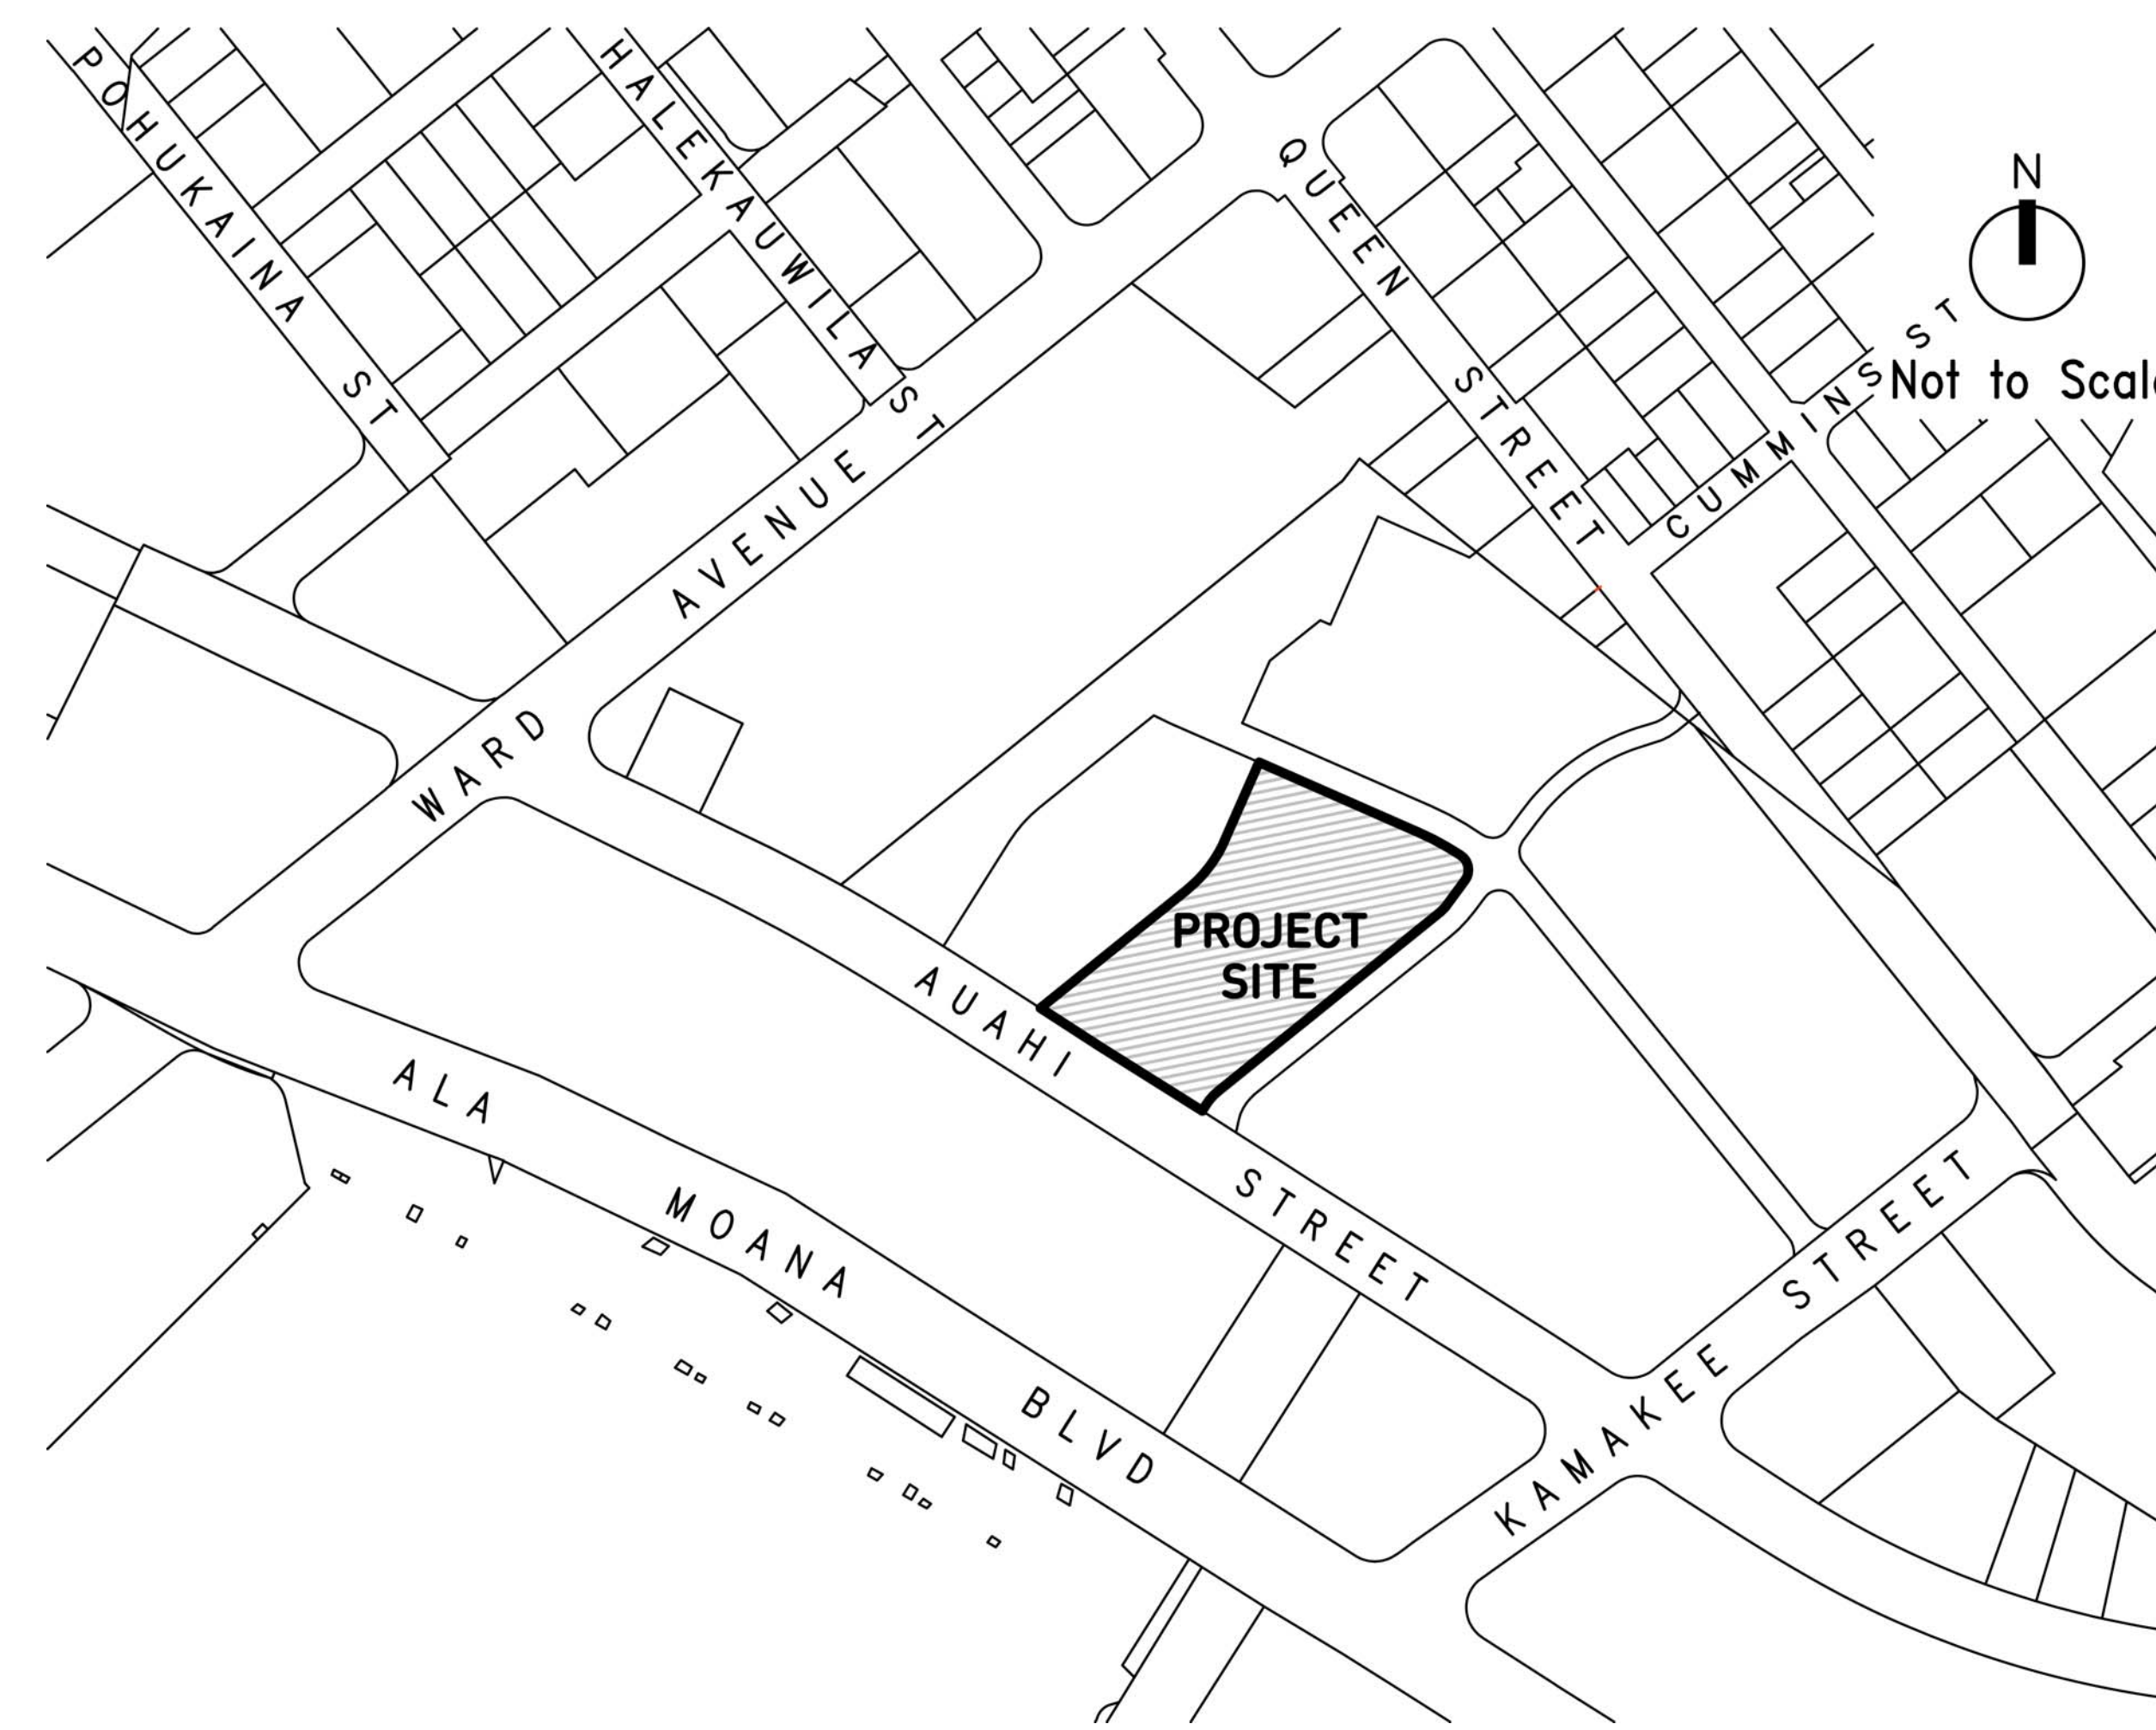 POHUKAINA ST
HALEKAUWILA ST
QUEEN STREET
N
Not to Scal
CUMMINS ST
WARD AVENUE
PROJECT
SITE
AUAHI STREET
ALA MOANA BLVD
KAMAKEE STREET